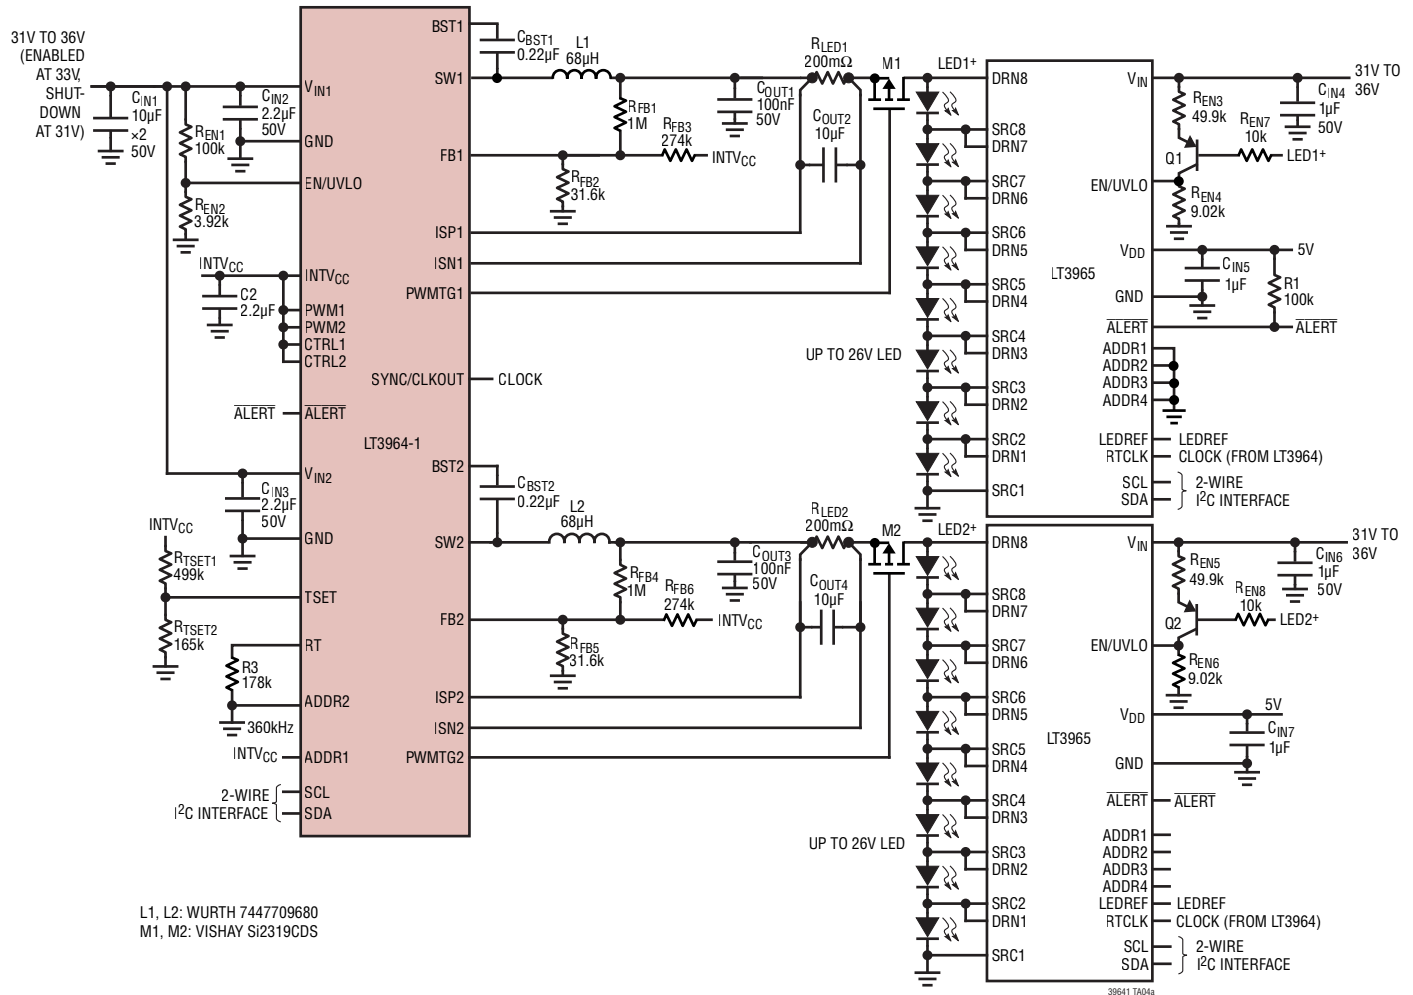 31V TO 36V
(ENABLED
AT 33V,
SHUT-
DOWN
AT 31V)
CIN1
10µF
×2
50V
REN1
100k
CIN2
2.2µF
50V
REN2
3.92k
INTVCC
C2
2.2µF
ALERT
CIN3
2.2µF
50V
INTVCC
RTSET1
499k
RTSET2
165k
R3
178k
360kHz
INTVCC
2-WIRE
I2C INTERFACE
VIN1
GND
EN/UVLO
INTVCC
PWM1
PWM2
CTRL1
CTRL2
ALERT
LT3964-1
VIN2
GND
TSET
RT
ADDR2
ADDR1
SCL
SDA
BST1
SW1
FB1
ISP1
ISN1
PWMTG1
SYNC/CLKOUT
CLOCK
BST2
SW2
FB2
ISP2
ISN2
PWMTG2
CBST1
0.22µF
L1
68µH
RFB1
1M
RFB3
274k
INTVCC
RFB2
31.6k
COUT1
100nF
50V
RLED1
200mΩ
COUT2
10µF
M1
LED1+
UP TO 26V LED
CBST2
0.22µF
L2
68µH
RFB4
1M
RFB6
274k
INTVCC
RFB5
31.6k
COUT3
100nF
50V
RLED2
200mΩ
COUT4
10µF
M2
LED2+
UP TO 26V LED
DRN8
SRC8
DRN7
SRC7
DRN6
SRC6
DRN5
SRC5
DRN4
SRC4
DRN3
SRC3
DRN2
SRC2
DRN1
SRC1
LT3965
VIN
EN/UVLO
VDD
GND
ALERT
ADDR1
ADDR2
ADDR3
ADDR4
LEDREF
RTCLK
SCL
SDA
31V TO
36V
REN3
49.9k
CIN4
1µF
50V
REN7
10k
LED1+
Q1
REN4
9.02k
5V
CIN5
1µF
R1
100k
ALERT
LEDREF
CLOCK (FROM LT3964)
2-WIRE
I2C INTERFACE
DRN8
SRC8
DRN7
SRC7
DRN6
SRC6
DRN5
SRC5
DRN4
SRC4
DRN3
SRC3
DRN2
SRC2
DRN1
SRC1
LT3965
VIN
EN/UVLO
VDD
GND
ALERT
ADDR1
ADDR2
ADDR3
ADDR4
LEDREF
RTCLK
SCL
SDA
31V TO
36V
REN5
49.9k
CIN6
1µF
50V
REN8
10k
LED2+
Q2
REN6
9.02k
5V
CIN7
1µF
ALERT
LEDREF
CLOCK (FROM LT3964)
2-WIRE
I2C INTERFACE
L1, L2: WURTH 7447709680
M1, M2: VISHAY Si2319CDS
39641 TA04a